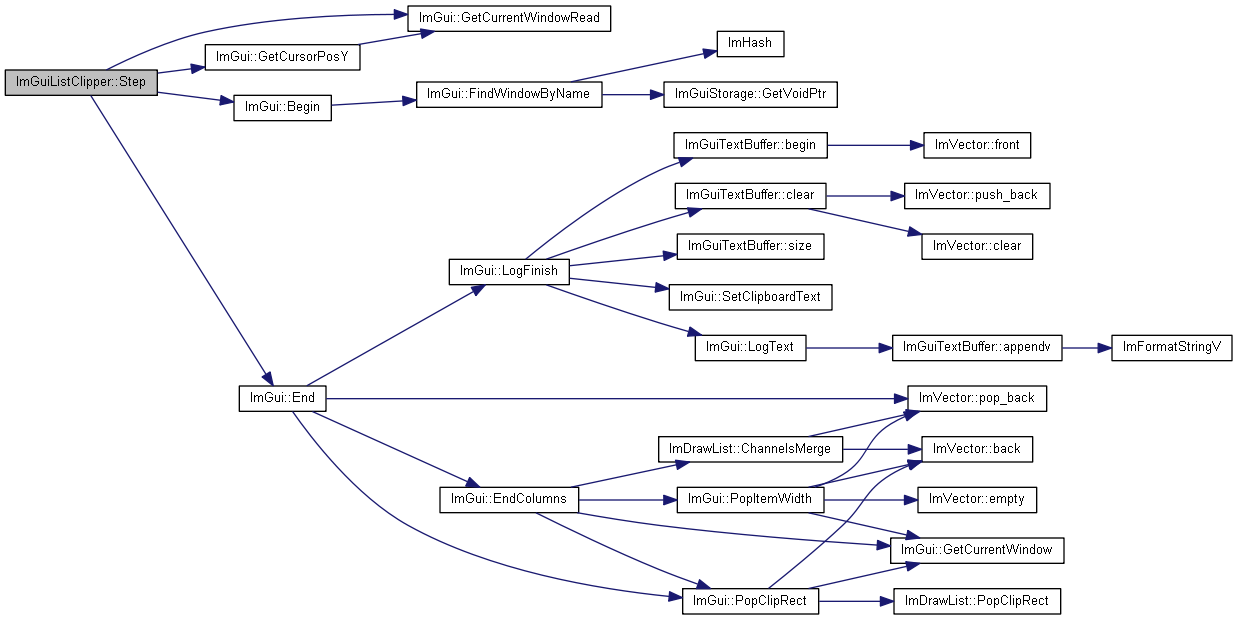 ImGui::GetCurrentWindowRead
ImHash
ImGui::GetCursorPosY
ImGuiListClipper::Step
ImGui::FindWindowByName
ImGuiStorage::GetVoidPtr
ImGui::Begin
ImGuiTextBuffer::begin
ImVector::front
ImGuiTextBuffer::clear
ImVector::push_back
ImGuiTextBuffer::size
ImVector::clear
ImGui::LogFinish
ImGui::SetClipboardText
ImGui::LogText
ImGuiTextBuffer::appendv
ImFormatStringV
ImGui::End
ImVector::pop_back
ImDrawList::ChannelsMerge
ImVector::back
ImGui::EndColumns
ImGui::PopItemWidth
ImVector::empty
ImGui::GetCurrentWindow
ImGui::PopClipRect
ImDrawList::PopClipRect